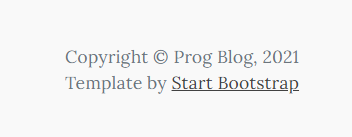 Copyright © Prog Blog, 2021
Template by Start Bootstrap